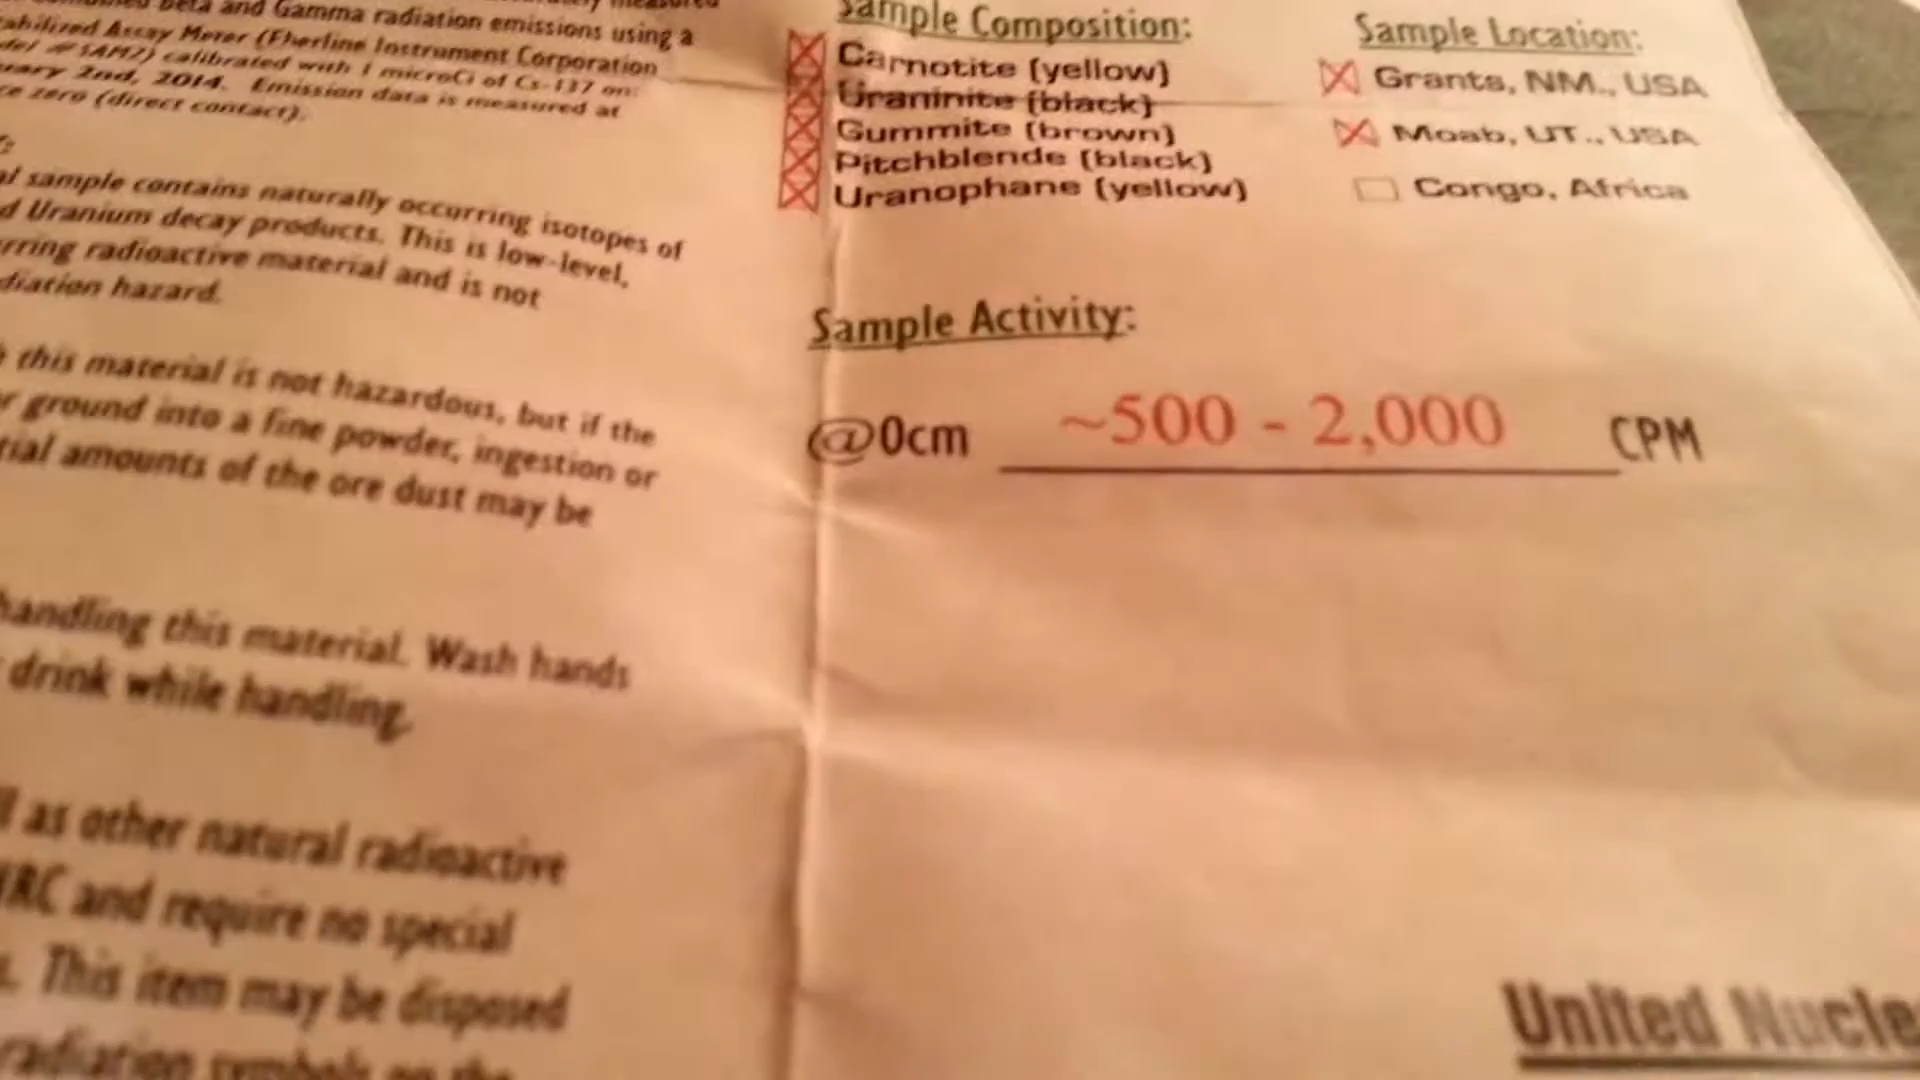 Beta and Gamma radiation emissions using a
Assay Meter (Eberline Instrument Corporation
calibrated with 1 microCi of Cs-137 on:
2nd, 2014. Emission data is measured at
zero (direct contact).
sample contains naturally occurring isotopes of
Uranium decay products. This is low-level,
radioactive material and is not
hazard.
this material is not hazardous, but if the
ground into a fine powder, ingestion or
amounts of the ore dust may be
handling this material. Wash hands
drink while handling.
as other natural radioactive
and require no special
This item may be disposed
radiation symbols on the
Sample Composition:
Carnotite (yellow)
Uraninite (black)
Gummite (brown)
Pitchblende (black)
Uranophane (yellow)
Sample Location:
Grants, NM., USA
Moab, UT., USA
Congo, Africa
Sample Activity:
@0cm ~500 - 2,000 CPM
United Nucle